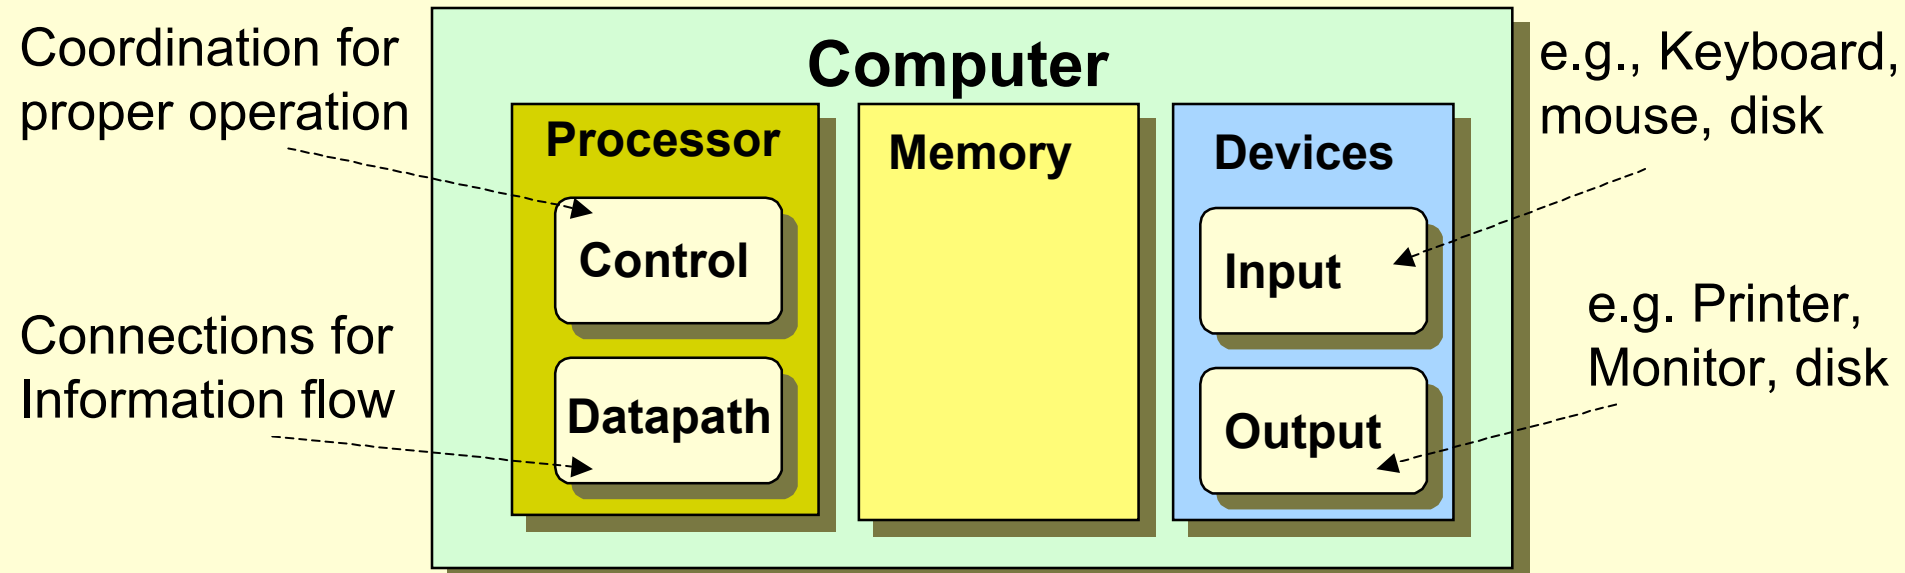 Coordination for
proper operation
Connections for
Information flow
Computer
Processor
Control
Datapath
Memory
Devices
Input
Output
e.g., Keyboard,
mouse, disk
e.g. Printer,
Monitor, disk